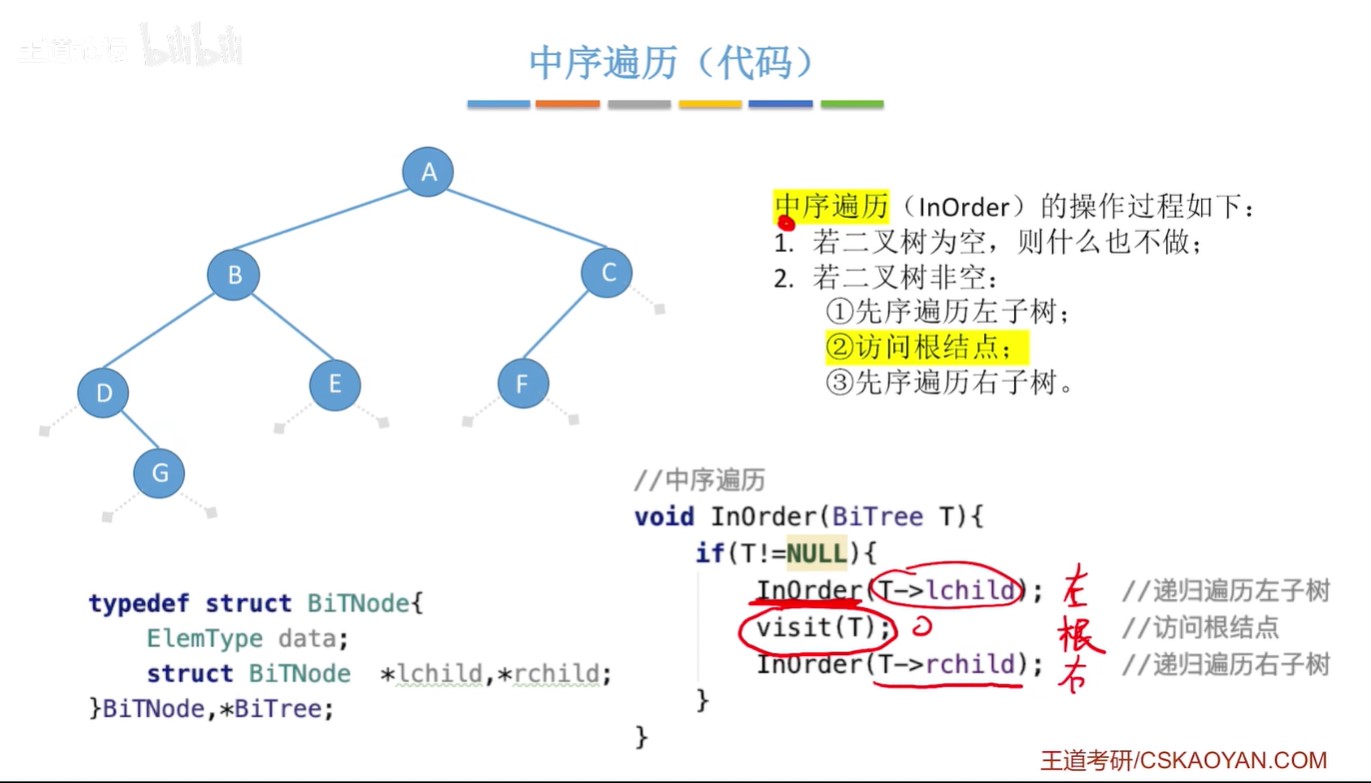 王道论坛 bilibili
中序遍历（代码）
A
B
C
D
E
F
G
中序遍历（InOrder）的操作过程如下：
1. 若二叉树为空，则什么也不做；
2. 若二叉树非空：
①先序遍历左子树；
②访问根结点；
③先序遍历右子树。
//中序遍历
void InOrder(BiTree T){
if(T!=NULL){
InOrder(T->lchild); 左 //递归遍历左子树
visit(T); 根 //访问根结点
InOrder(T->rchild); 右 //递归遍历右子树
}
}
typedef struct BiTNode{
ElemType data;
struct BiTNode *lchild,*rchild;
}BiTNode,*BiTree;
王道考研/CSKAOYAN.COM